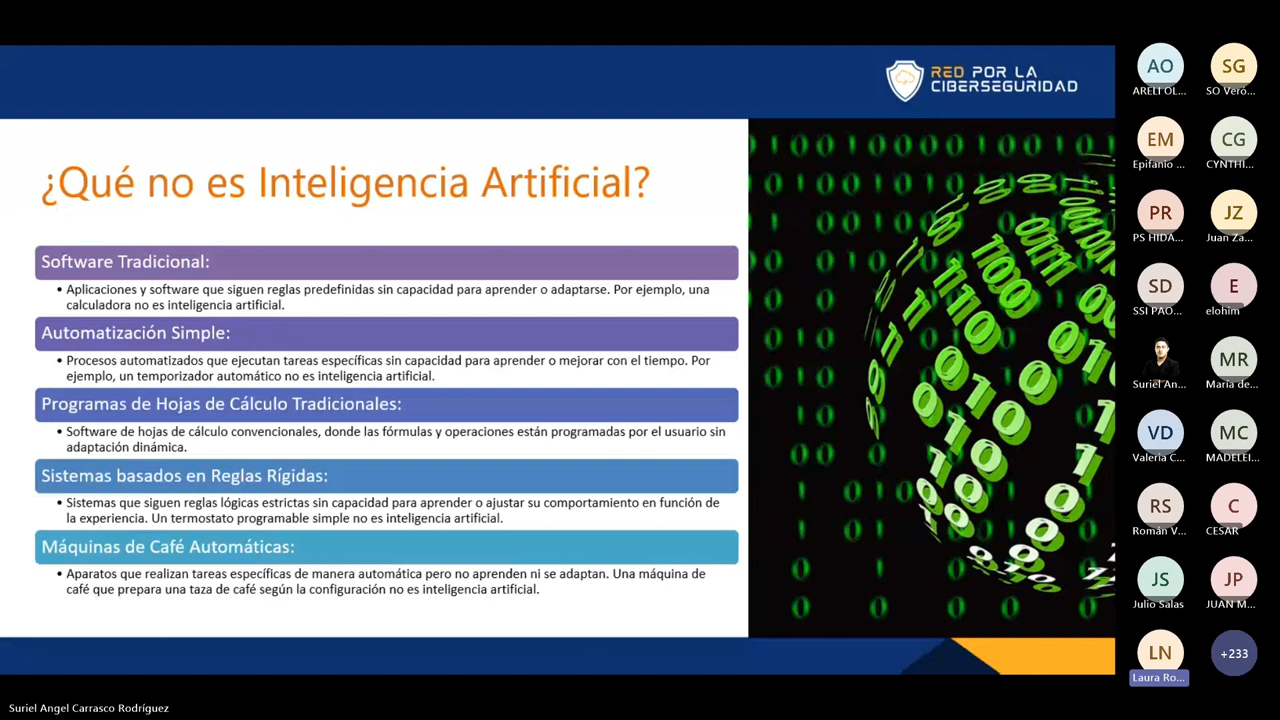 RED POR LA
CIBERSEGURIDAD
¿Qué no es Inteligencia Artificial?
Software Tradicional:
• Aplicaciones y software que siguen reglas predefinidas sin capacidad para aprender o adaptarse. Por ejemplo, una
calculadora no es inteligencia artificial.
Automatización Simple:
• Procesos automatizados que ejecutan tareas específicas sin capacidad para aprender o mejorar con el tiempo. Por
ejemplo, un temporizador automático no es inteligencia artificial.
Programas de Hojas de Cálculo Tradicionales:
• Software de hojas de cálculo convencionales, donde las fórmulas y operaciones están programadas por el usuario sin
adaptación dinámica.
Sistemas basados en Reglas Rígidas:
• Sistemas que siguen reglas lógicas estrictas sin capacidad para aprender o ajustar su comportamiento en función de
la experiencia. Un termostato programable simple no es inteligencia artificial.
Máquinas de Café Automáticas:
• Aparatos que realizan tareas específicas de manera automática pero no aprenden ni se adaptan. Una máquina de
café que prepara una taza de café según la configuración no es inteligencia artificial.
AO SG
ARELI OL... SO Veró...
EM CG
Epifanio ... CYNTHI...
PR JZ
PS HIDA... Juan Za...
SD E
SSI PAO... elohim
MR
Suriel An... María de...
VD MC
Valeria C... MADELEI...
RS C
Román V... CESAR
JS JP
Julio Salas JUAN M...
LN +233
Laura Ro...
Suriel Angel Carrasco Rodríguez